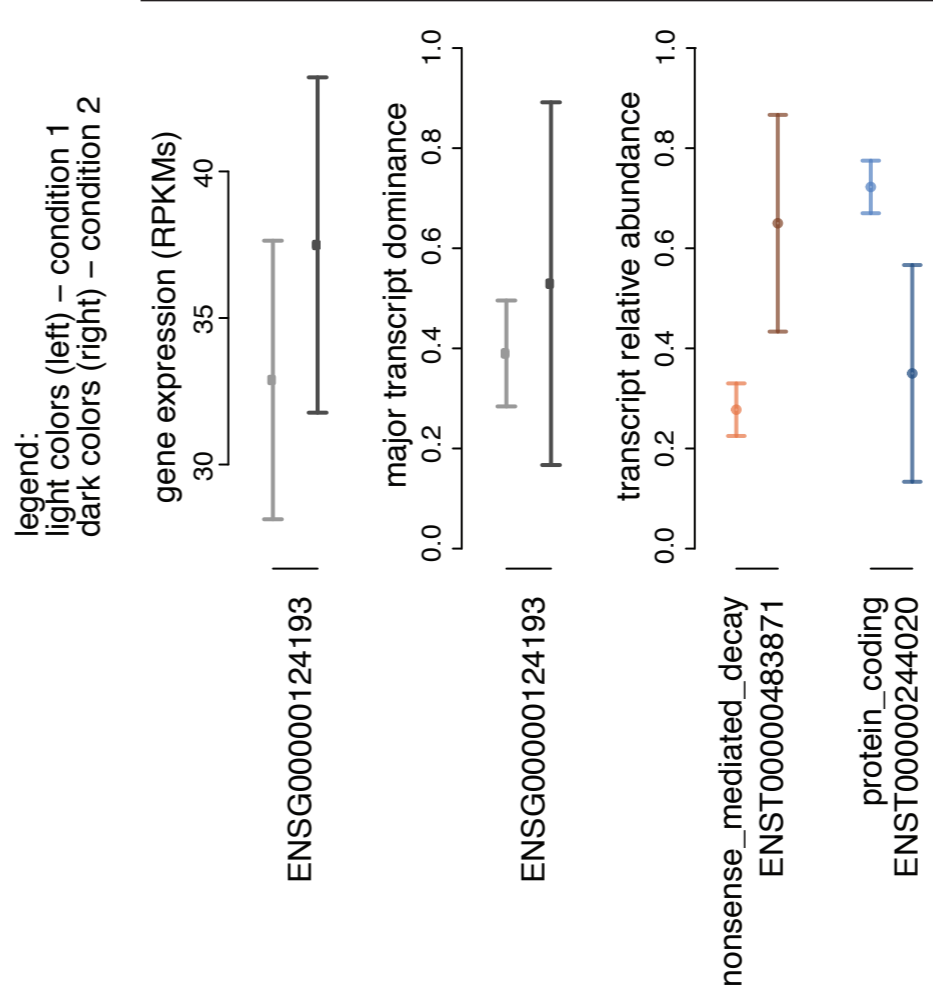 legend:
light colors (left) – condition 1
dark colors (right) – condition 2
gene expression (RPKMs)
30
35
40
ENSG00000124193
major transcript dominance
0.0
0.2
0.4
0.6
0.8
1.0
ENSG00000124193
transcript relative abundance
0.0
0.2
0.4
0.6
0.8
1.0
nonsense_mediated_decay
ENST00000483871
protein_coding
ENST00000244020